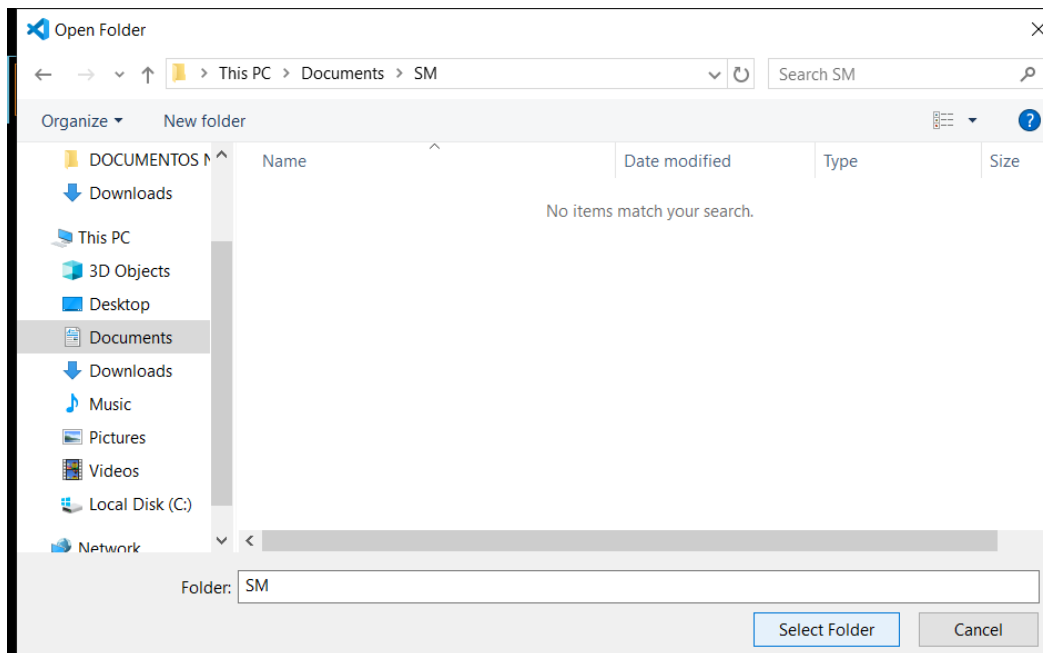 Open Folder
This PC > Documents > SM
Search SM
Organize
New folder
?
DOCUMENTOS N
Name
Date modified
Type
Size
Downloads
No items match your search.
This PC
3D Objects
Desktop
Documents
Downloads
Music
Pictures
Videos
Local Disk (C:)
Network
Folder: SM
Select Folder
Cancel